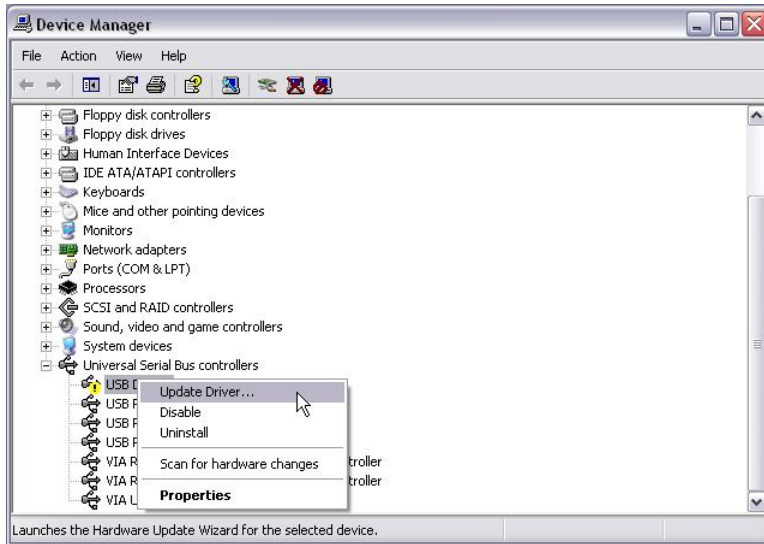 Device Manager
File Action View Help
Floppy disk controllers
Floppy disk drives
Human Interface Devices
IDE ATA/ATAPI controllers
Keyboards
Mice and other pointing devices
Monitors
Network adapters
Ports (COM & LPT)
Processors
SCSI and RAID controllers
Sound, video and game controllers
System devices
Universal Serial Bus controllers
USB
Update Driver...
USB
Disable
USB
Uninstall
USB
VIA
Scan for hardware changes
troller
VIA
troller
Properties
VIA
Launches the Hardware Update Wizard for the selected device.